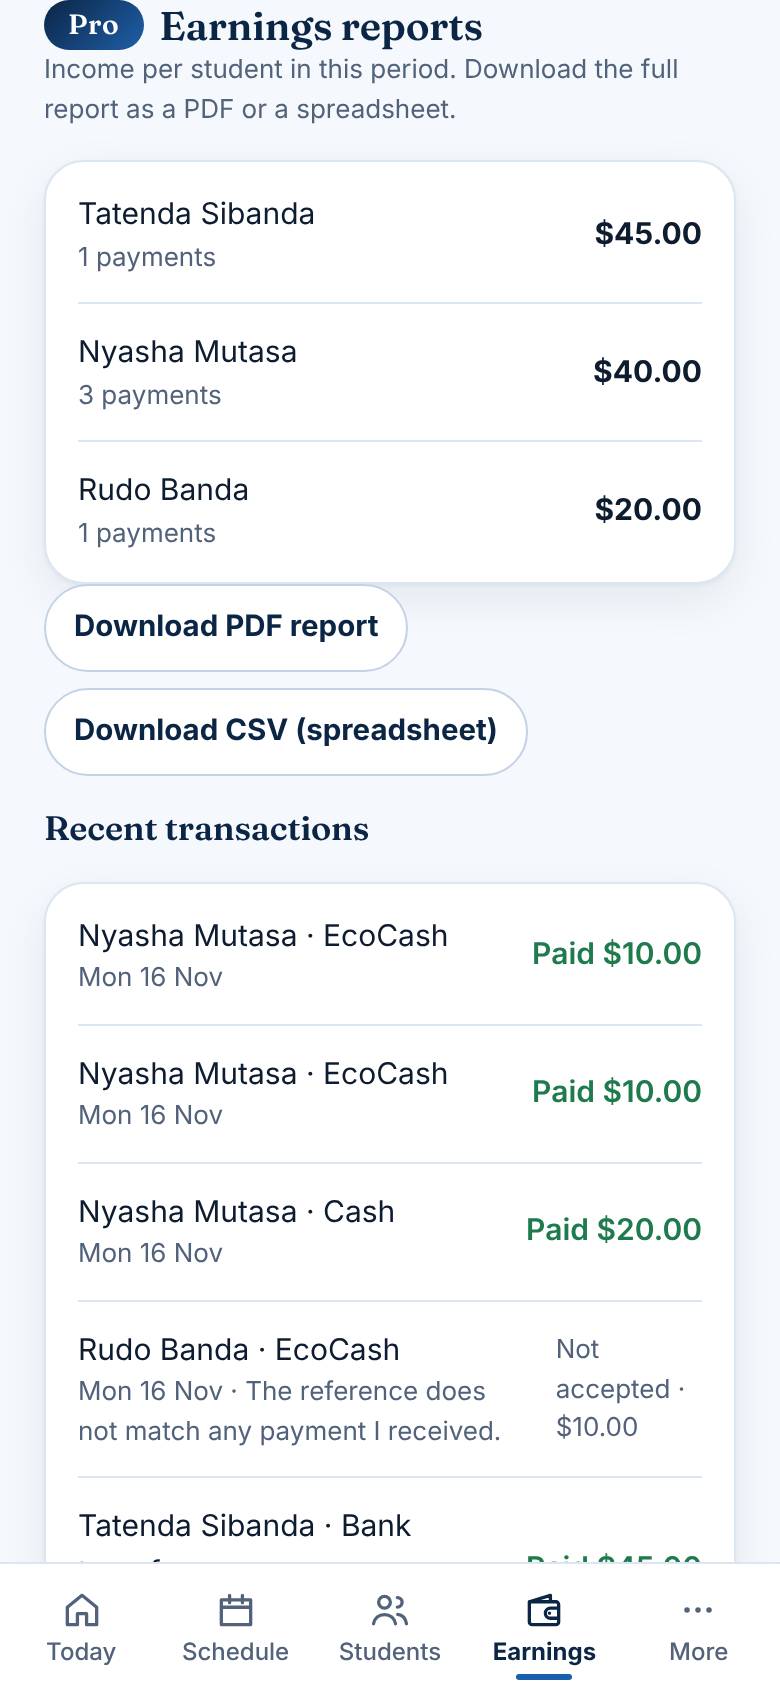 Pro Earnings reports
Income per student in this period. Download the full
report as a PDF or a spreadsheet.
Tatenda Sibanda
1 payments
$45.00
Nyasha Mutasa
3 payments
$40.00
Rudo Banda
1 payments
$20.00
Download PDF report
Download CSV (spreadsheet)
Recent transactions
Nyasha Mutasa · EcoCash
Mon 16 Nov
Paid $10.00
Nyasha Mutasa · EcoCash
Mon 16 Nov
Paid $10.00
Nyasha Mutasa · Cash
Mon 16 Nov
Paid $20.00
Rudo Banda · EcoCash
Mon 16 Nov · The reference does
not match any payment I received.
Not
accepted ·
$10.00
Tatenda Sibanda · Bank
Paid $45.00
Today
Schedule
Students
Earnings
More